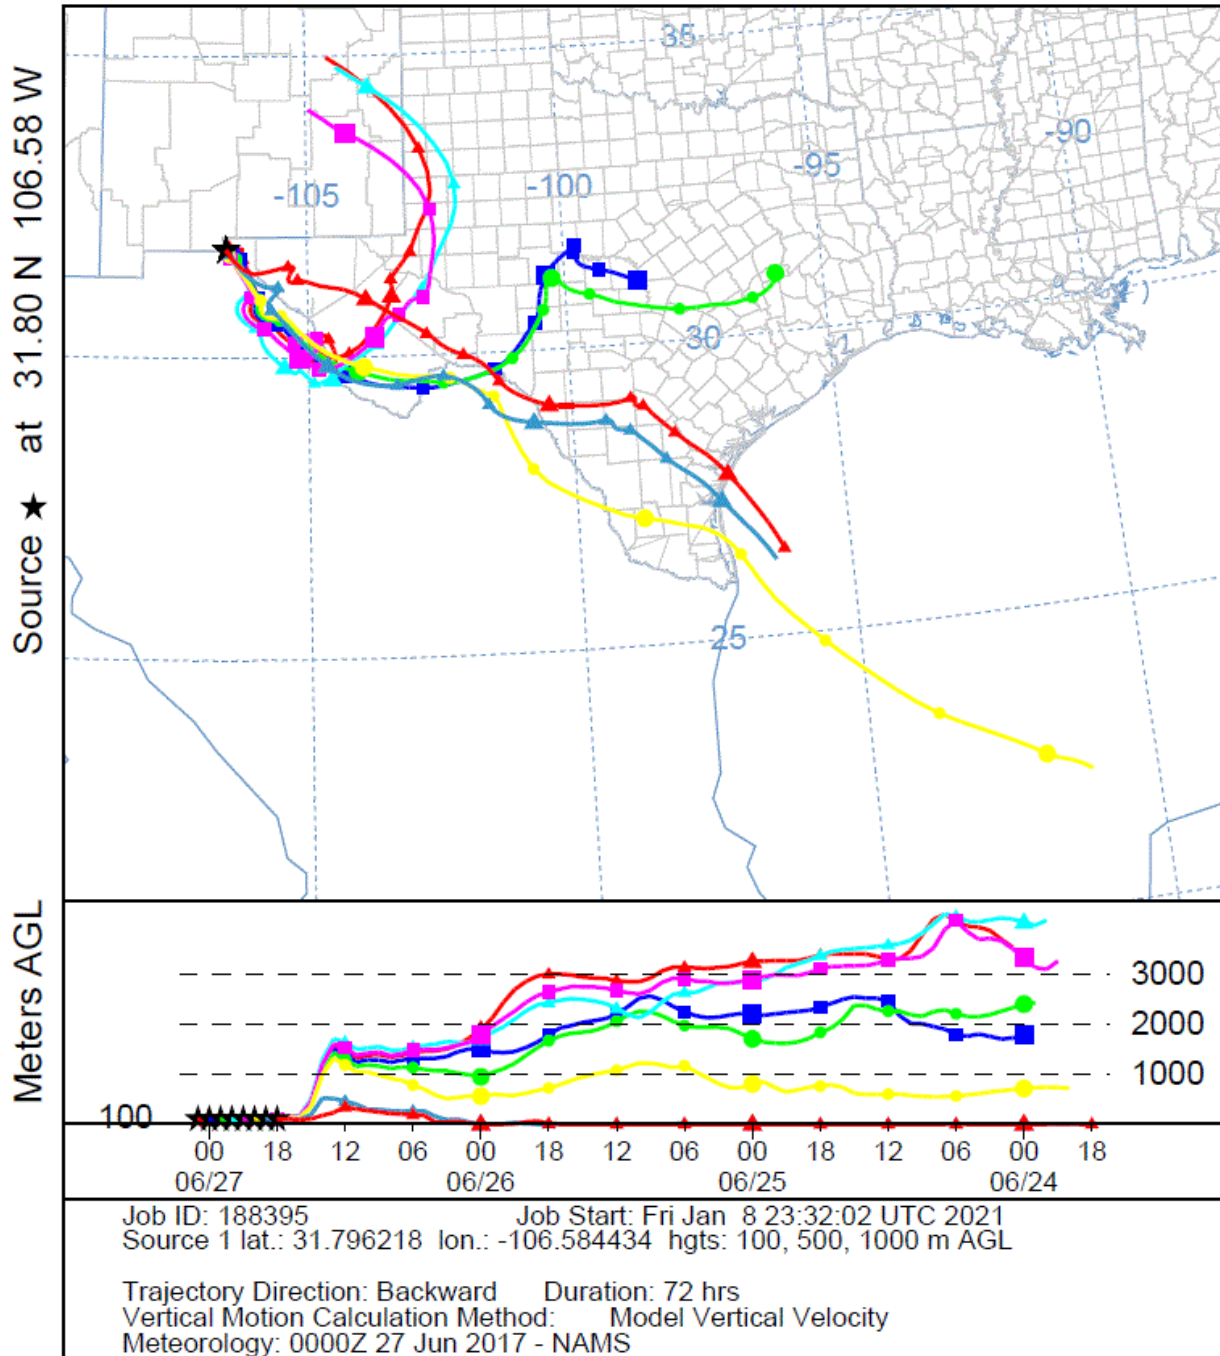 Source ★ at 31.80 N 106.58 W
35
-90
-95
-100
-105
30
25
Meters AGL
3000
2000
1000
100
00 18 12 06 00 18 12 06 00 18 12 06 00 18
06/27 06/26 06/25 06/24
Job ID: 188395 Job Start: Fri Jan 8 23:32:02 UTC 2021
Source 1 lat.: 31.796218 lon.: -106.584434 hgts: 100, 500, 1000 m AGL
Trajectory Direction: Backward Duration: 72 hrs
Vertical Motion Calculation Method: Model Vertical Velocity
Meteorology: 0000Z 27 Jun 2017 - NAMS